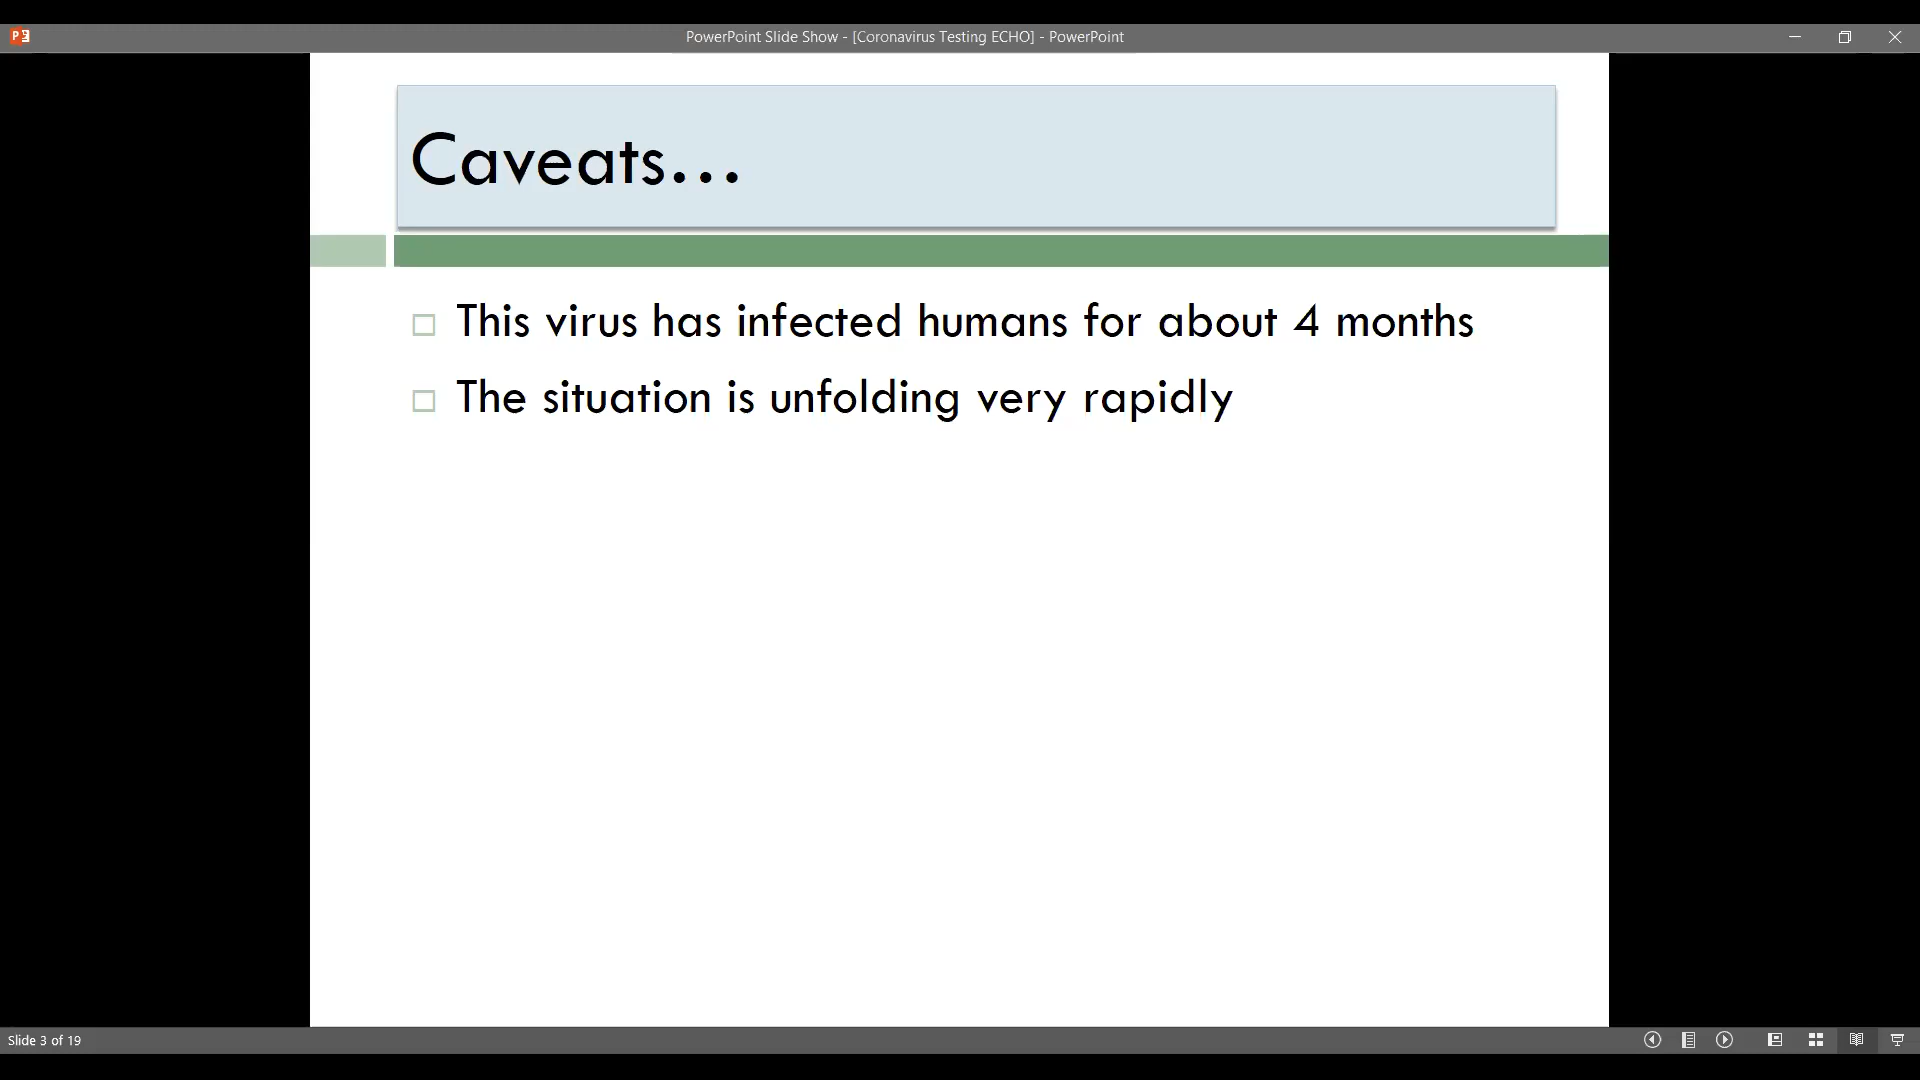 PowerPoint Slide Show - [Coronavirus Testing ECHO] - PowerPoint
Caveats...
This virus has infected humans for about 4 months
The situation is unfolding very rapidly
Slide 3 of 19